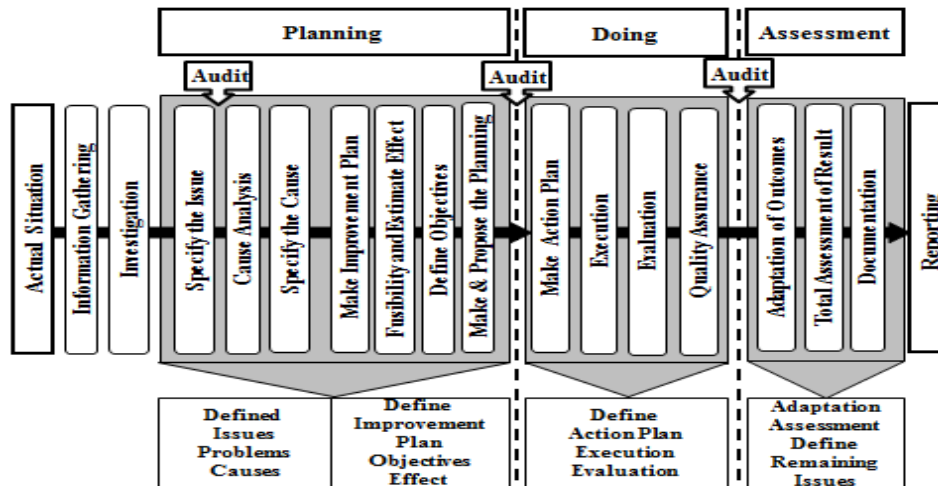 Planning
Doing
Assessment
Audit
Audit
Audit
Actual Situation
Information Gathering
Investigation
Specify the Issue
Cause Analysis
Specify the Cause
Make Improvement Plan
Fusibility and Estimate Effect
Define Objectives
Make & Propose the Planning
Make Action Plan
Execution
Evaluation
Quality Assurance
Adaptation of Outcomes
Total Assessment of Result
Documentation
Reporting
Defined
Issues
Problems
Causes
Define
Improvement
Plan
Objectives
Effect
Define
Action Plan
Execution
Evaluation
Adaptation
Assessment
Define
Remaining
Issues